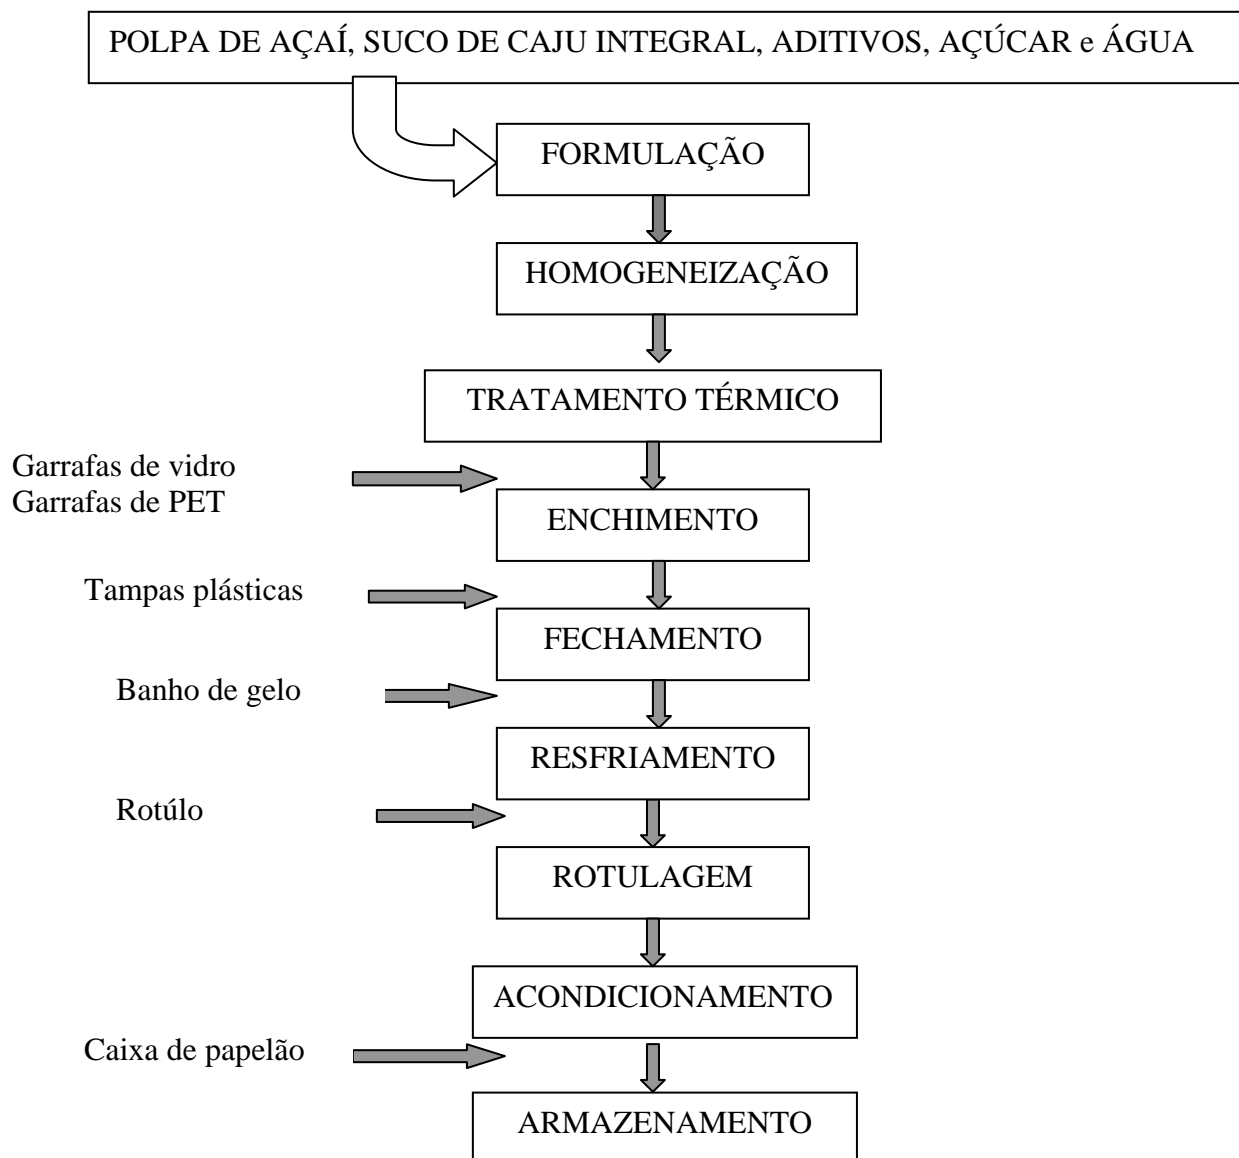 POLPA DE AÇAÍ, SUCO DE CAJU INTEGRAL, ADITIVOS, AÇÚCAR e ÁGUA
FORMULAÇÃO
HOMOGENEIZAÇÃO
TRATAMENTO TÉRMICO
Garrafas de vidro
Garrafas de PET
ENCHIMENTO
Tampas plásticas
FECHAMENTO
Banho de gelo
RESFRIAMENTO
Rotúlo
ROTULAGEM
ACONDICIONAMENTO
Caixa de papelão
ARMAZENAMENTO